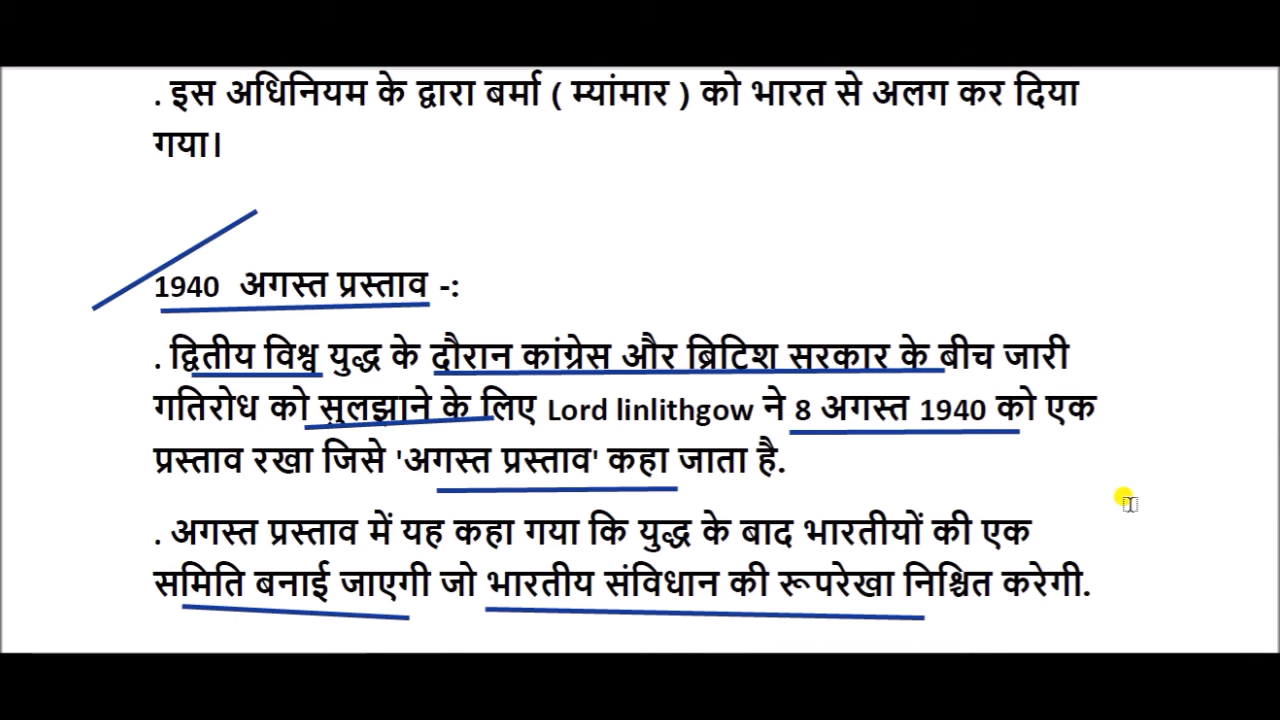 . इस अधिनियम के द्वारा बर्मा ( म्यांमार ) को भारत से अलग कर दिया
गया।
1940 अगस्त प्रस्ताव -:
. द्वितीय विश्व युद्ध के दौरान कांग्रेस और ब्रिटिश सरकार के बीच जारी
गतिरोध को सुलझाने के लिए Lord linlithgow ने 8 अगस्त 1940 को एक
प्रस्ताव रखा जिसे 'अगस्त प्रस्ताव' कहा जाता है.
. अगस्त प्रस्ताव में यह कहा गया कि युद्ध के बाद भारतीयों की एक
समिति बनाई जाएगी जो भारतीय संविधान की रूपरेखा निश्चित करेगी.